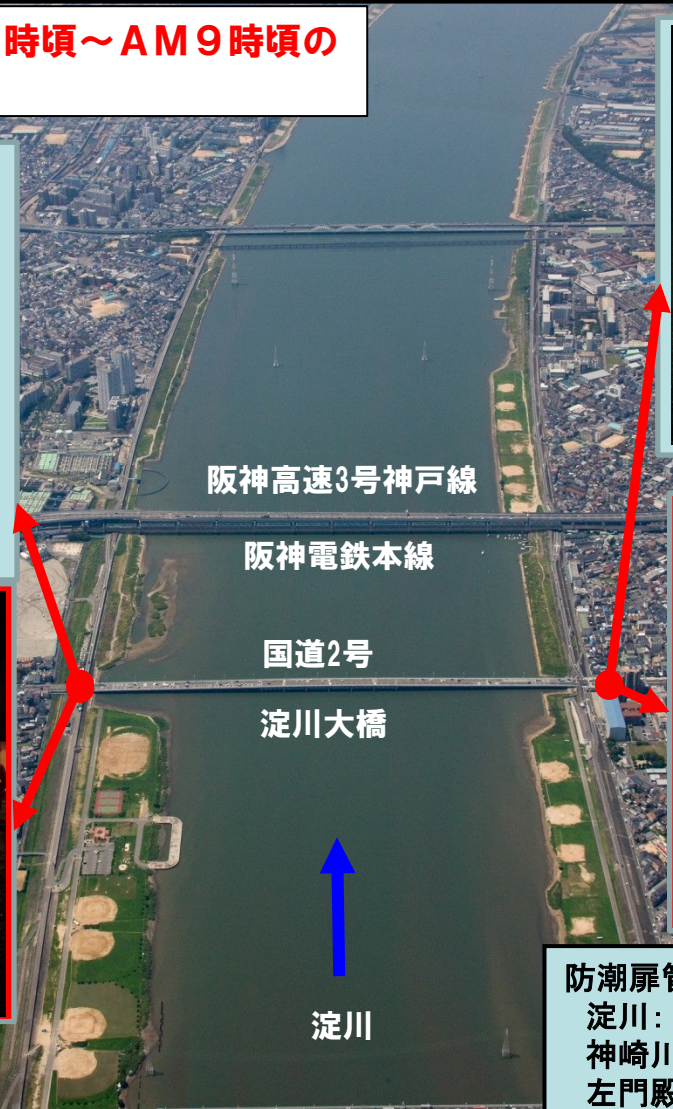 時頃～ＡＭ９時頃の
阪神高速3号神戸線
阪神電鉄本線
国道2号
淀川大橋
淀川
防潮扉
淀川：
神崎川
左門殿